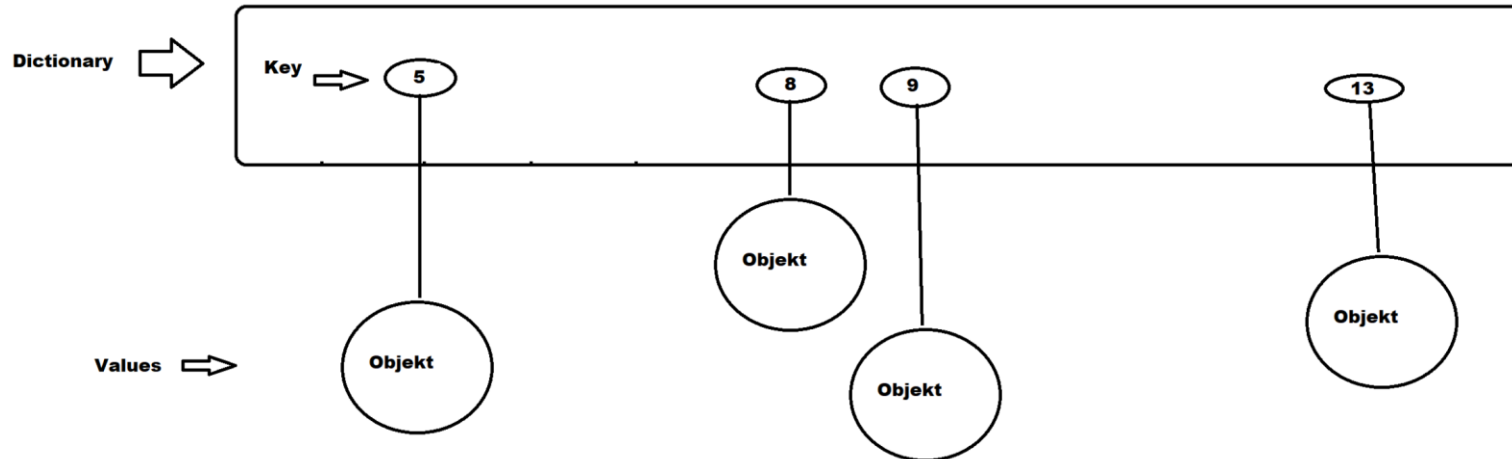 Dictionary
Key
5
8
9
13
Objekt
Objekt
Objekt
Values
Objekt